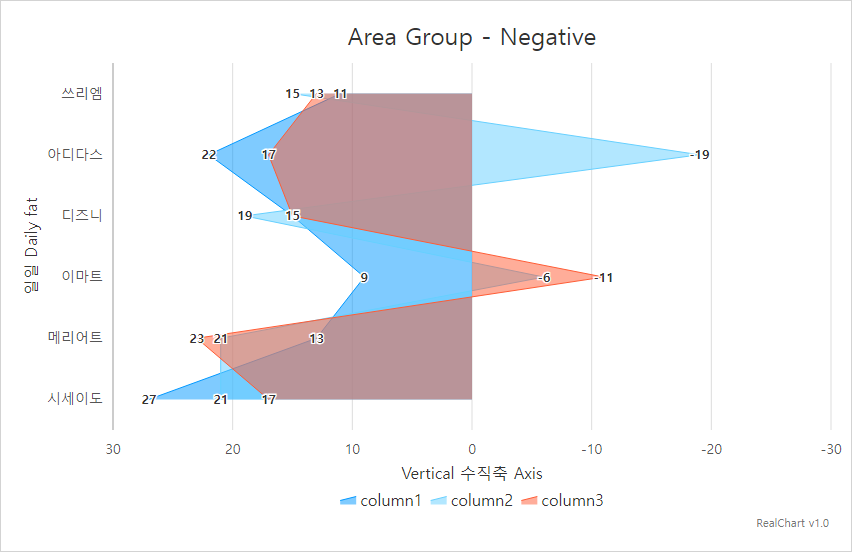 Area Group - Negative
쓰리엠
15 13 11
아디다스
22 17 -19
디즈니
19 15
일일 Daily fat
이마트
9 -6 -11
메리어트
23 21 13
시세이도
27 21 17
30 20 10 0 -10 -20 -30
Vertical 수직축 Axis
column1 column2 column3
RealChart v1.0